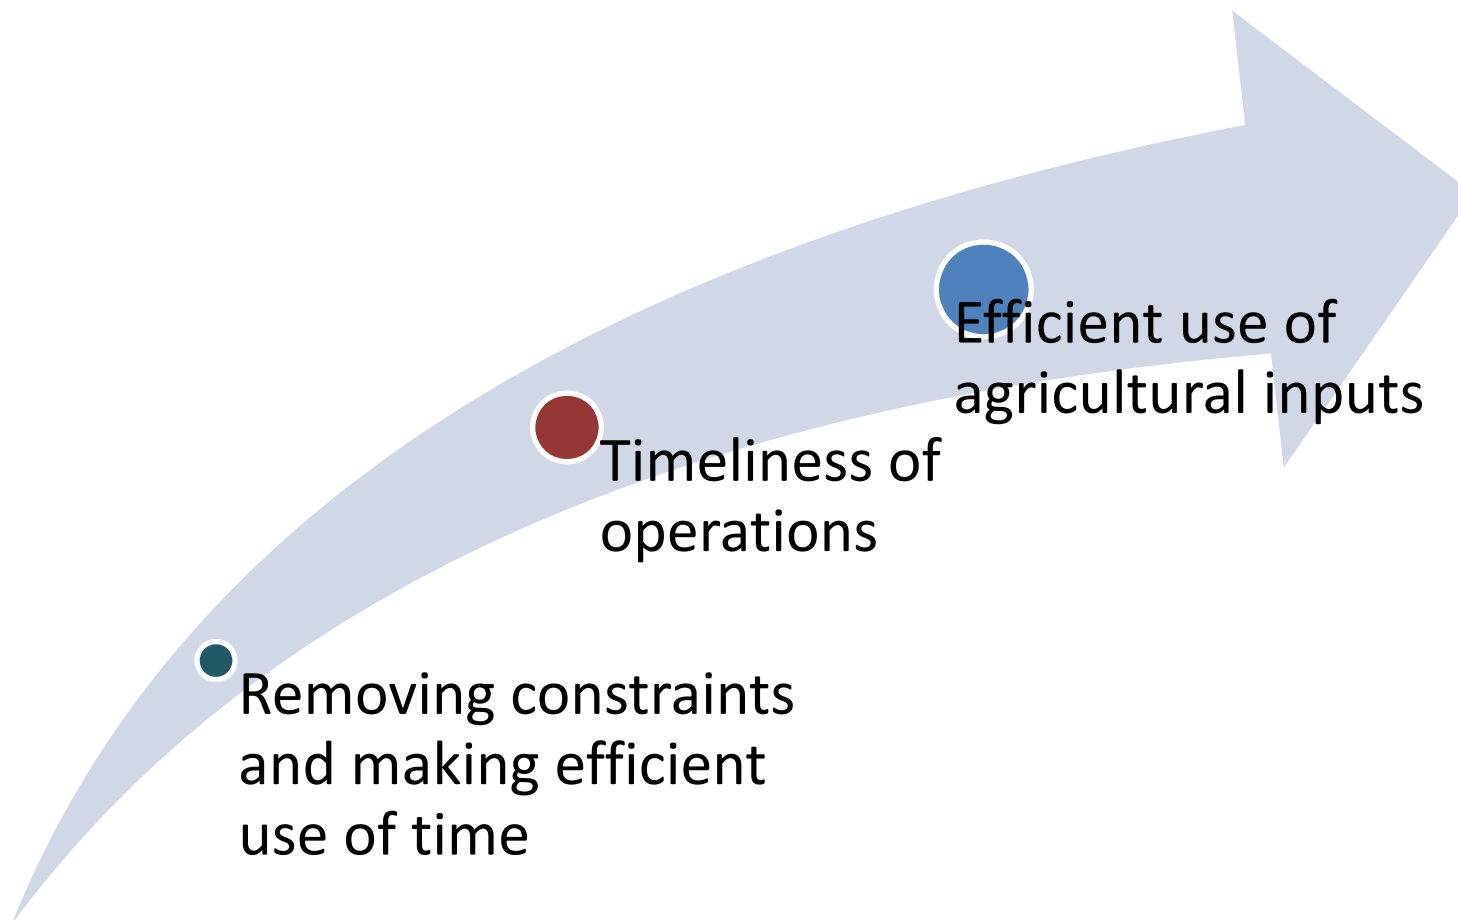 Efficient use of
agricultural inputs
Timeliness of
operations
Removing constraints
and making efficient
use of time